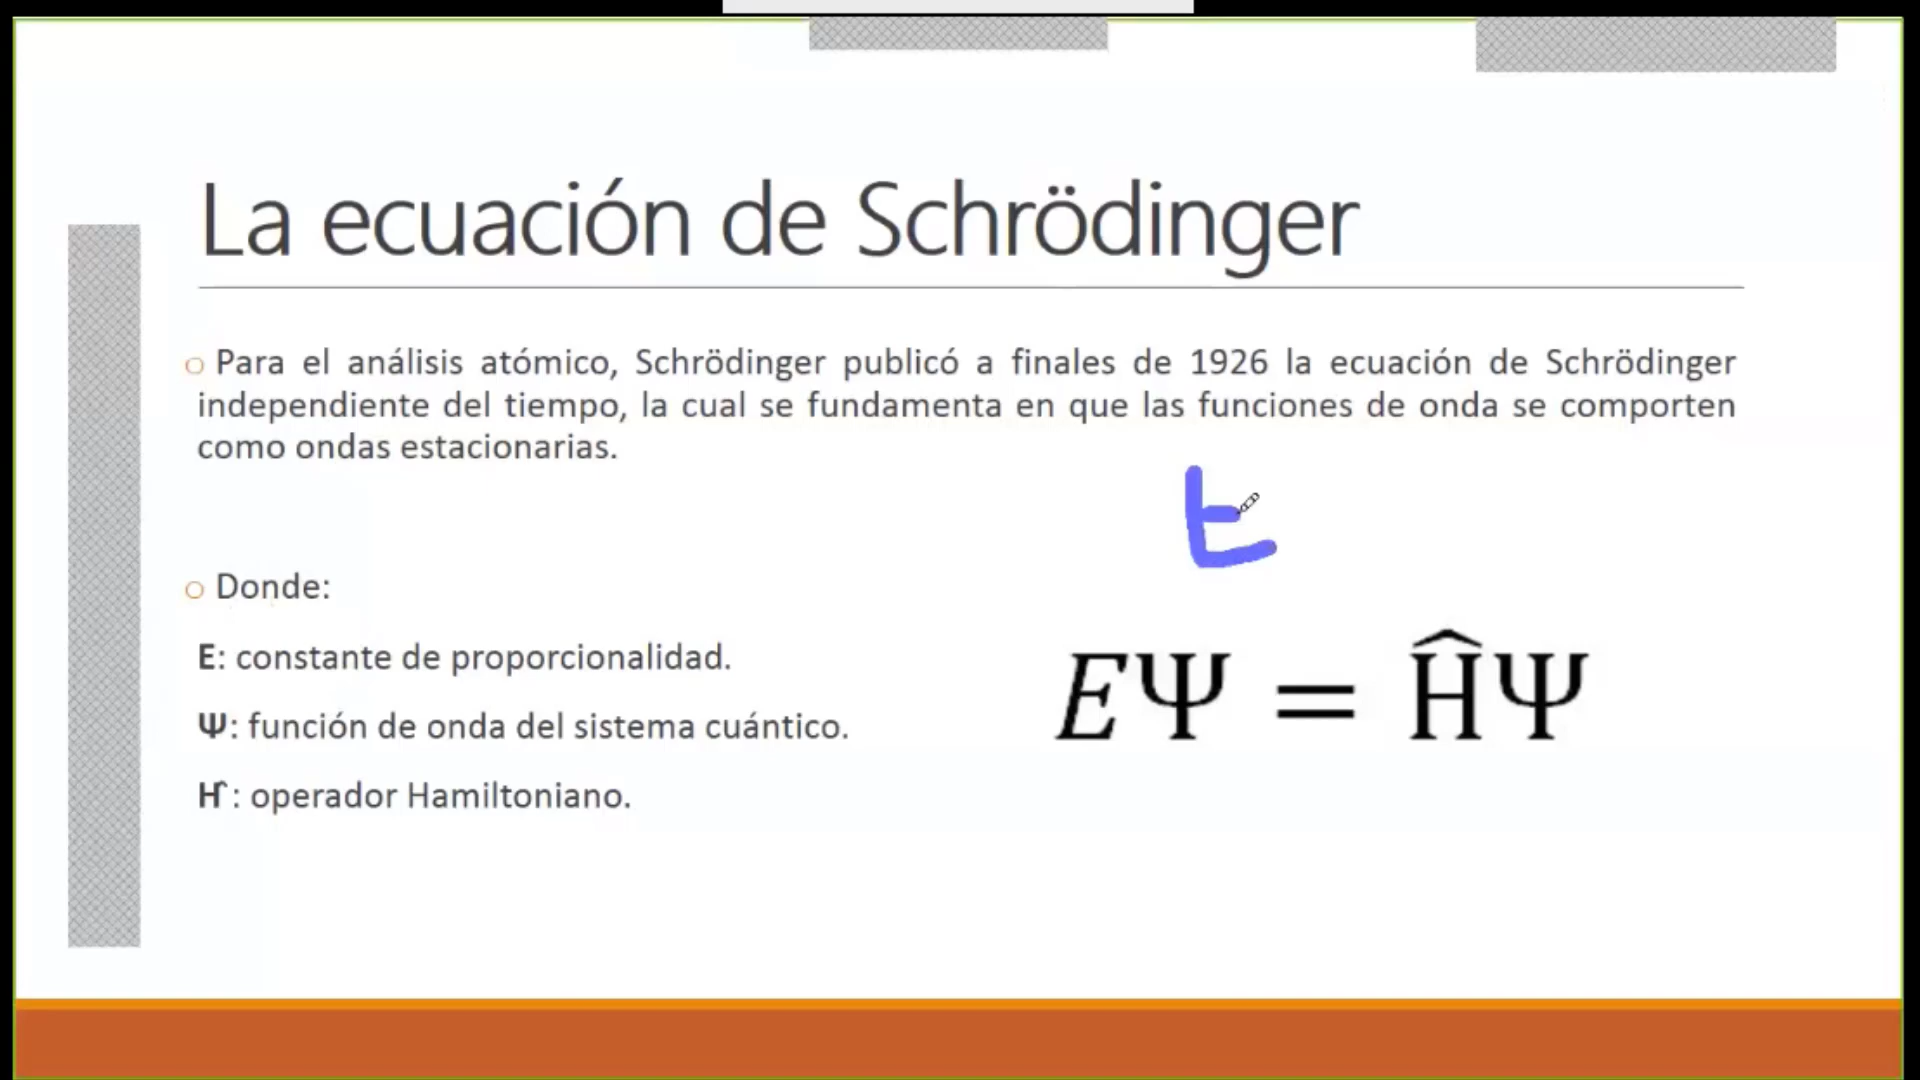 La ecuación de Schrödinger
o Para el análisis atómico, Schrödinger publicó a finales de 1926 la ecuación de Schrödinger
independiente del tiempo, la cual se fundamenta en que las funciones de onda se comporten
como ondas estacionarias.
o Donde:
E: constante de proporcionalidad.
Ψ: función de onda del sistema cuántico.
Ĥ: operador Hamiltoniano.
EΨ = ĤΨ